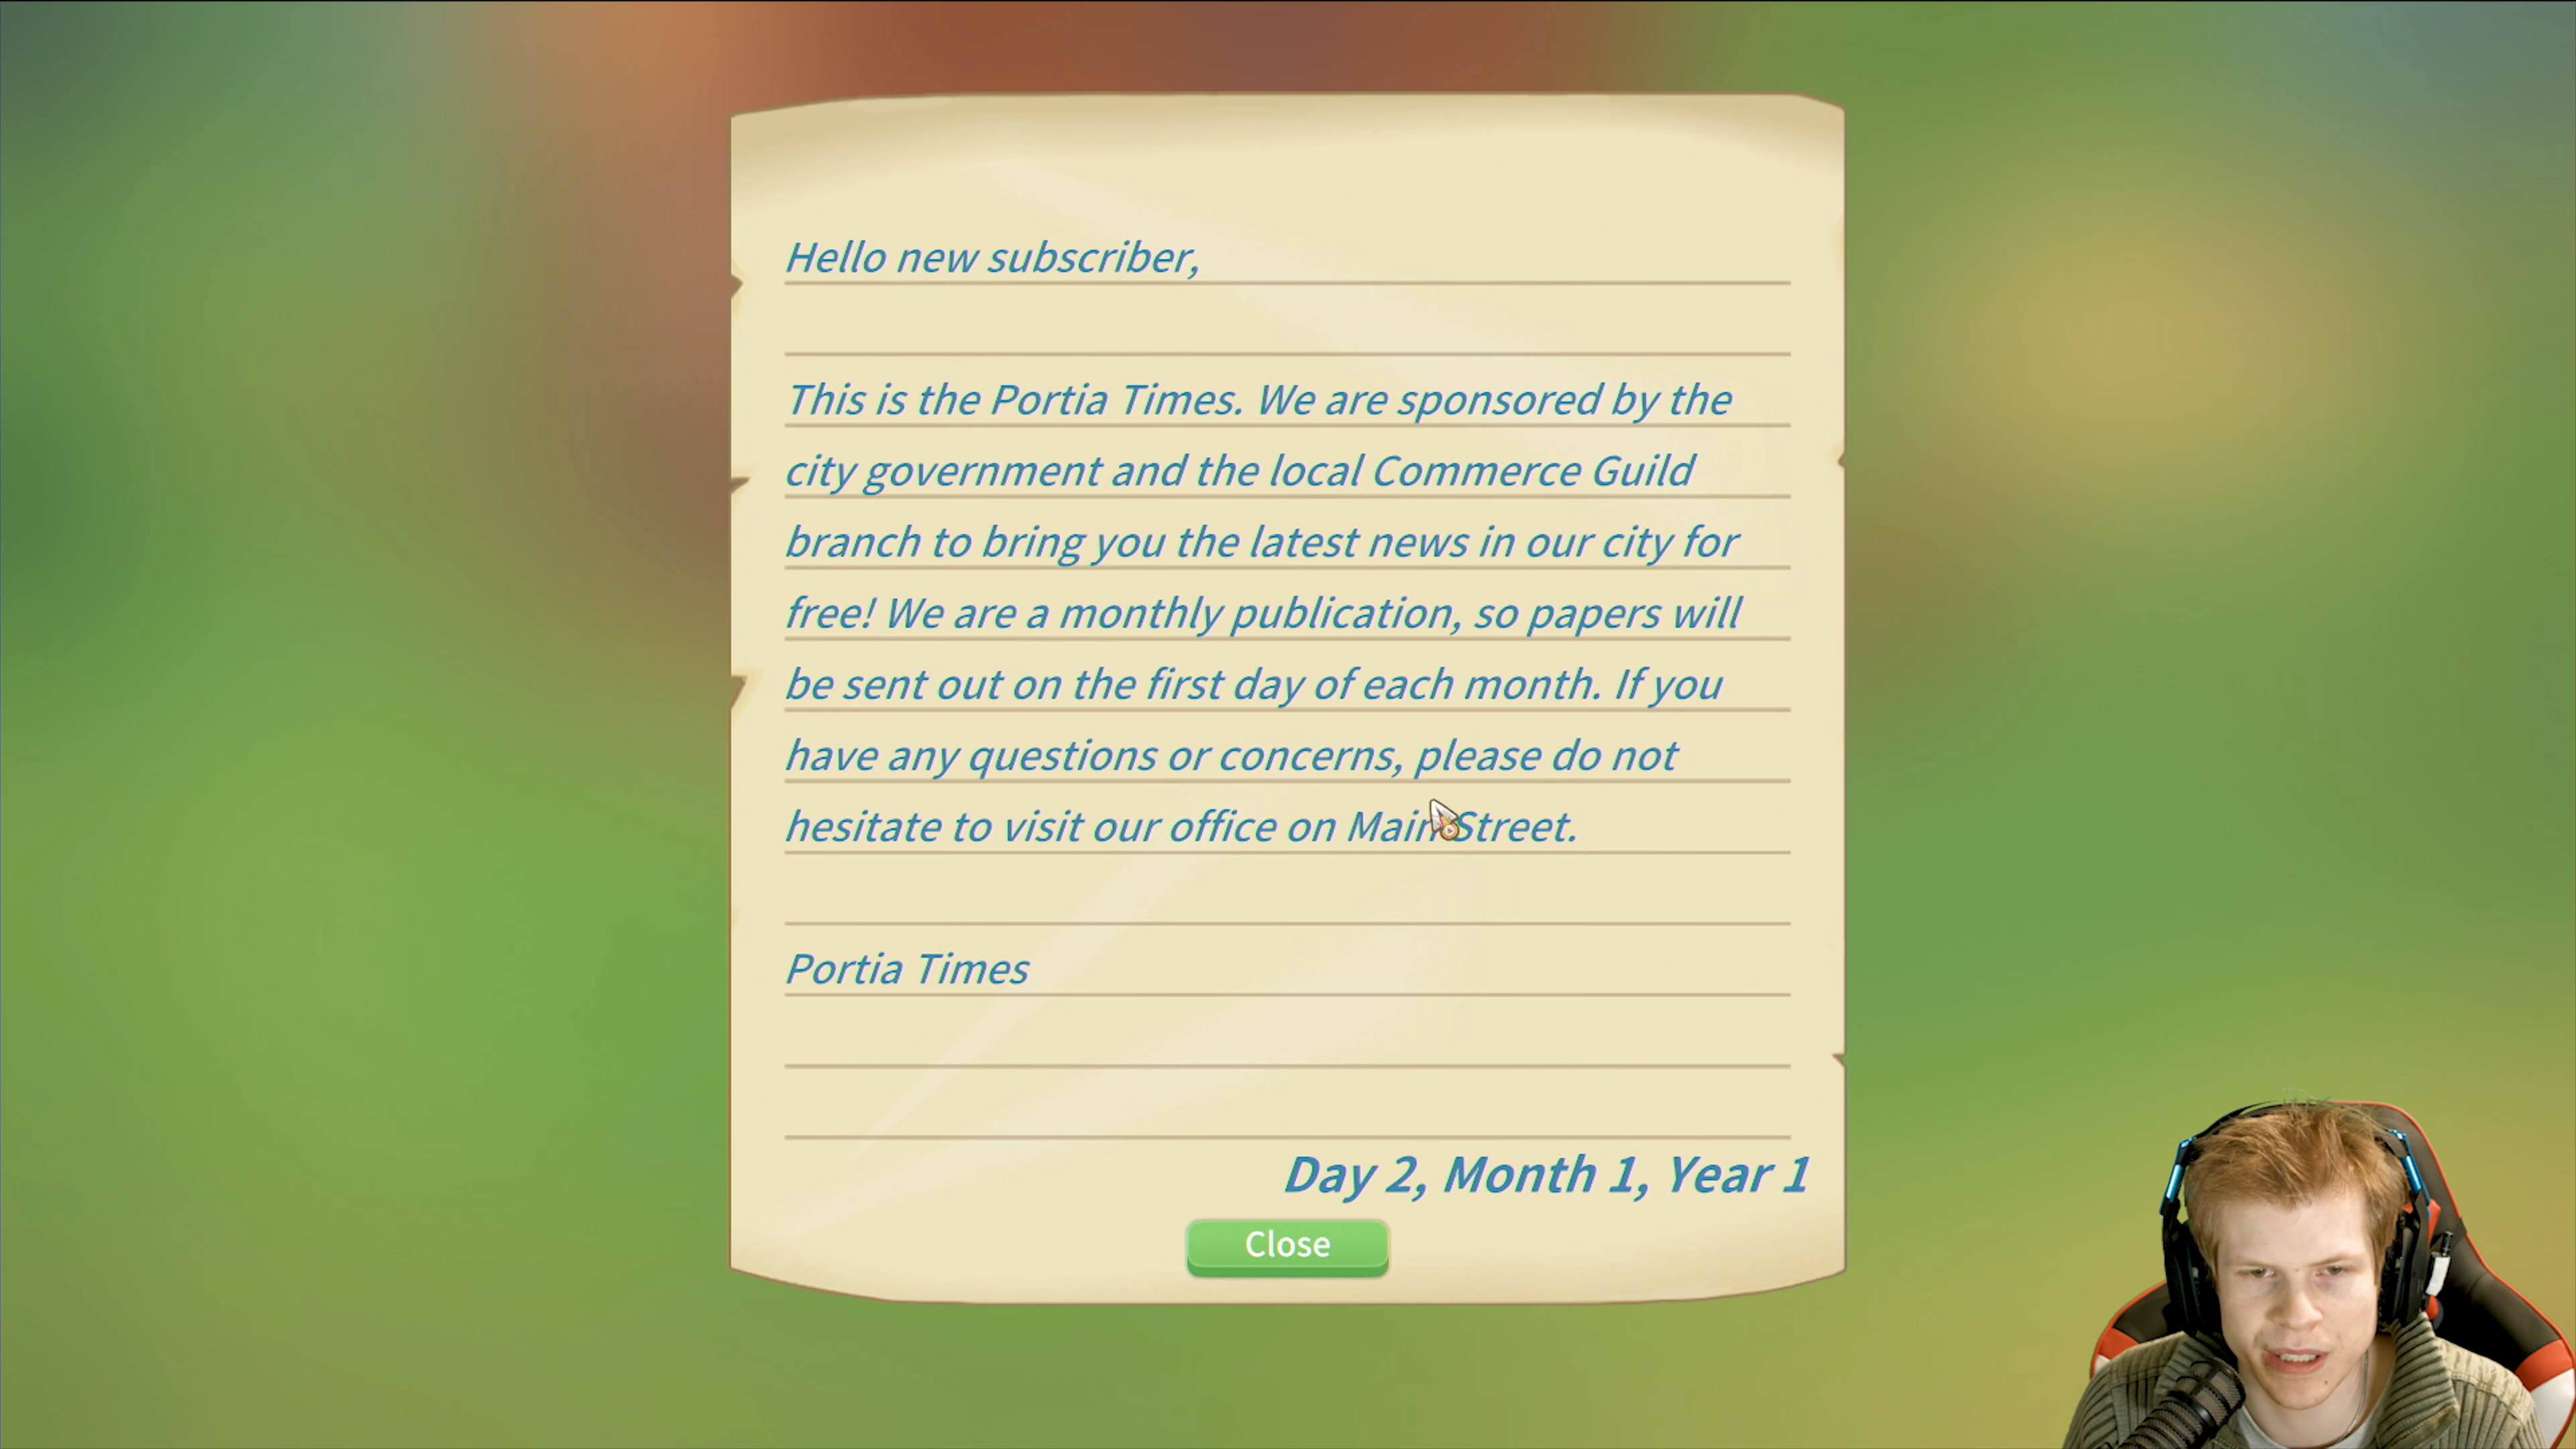 Hello new subscriber,
This is the Portia Times. We are sponsored by the
city government and the local Commerce Guild
branch to bring you the latest news in our city for
free! We are a monthly publication, so papers will
be sent out on the first day of each month. If you
have any questions or concerns, please do not
hesitate to visit our office on Main Street.
Portia Times
Day 2, Month 1, Year 1
Close